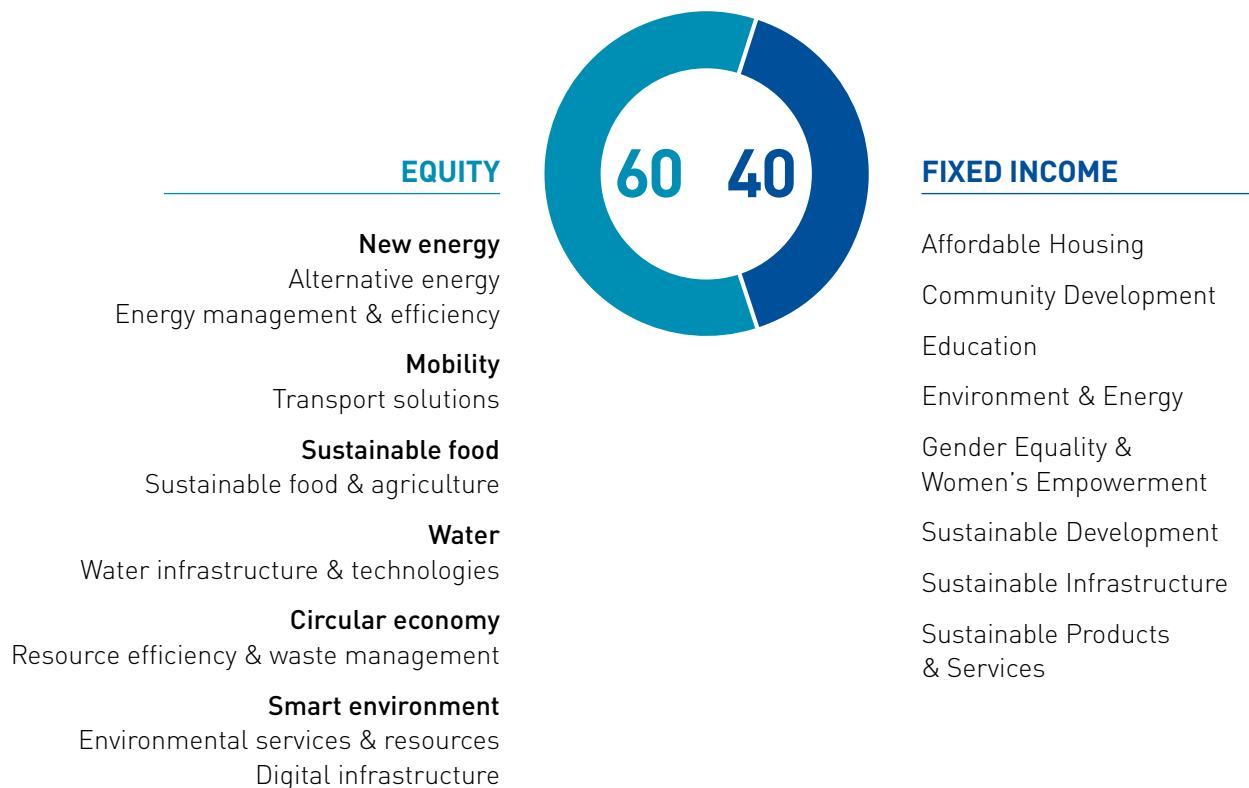 60 40
EQUITY
New energy
Alternative energy
Energy management & efficiency
Mobility
Transport solutions
Sustainable food
Sustainable food & agriculture
Water
Water infrastructure & technologies
Circular economy
Resource efficiency & waste management
Smart environment
Environmental services & resources
Digital infrastructure
FIXED INCOME
Affordable Housing
Community Development
Education
Environment & Energy
Gender Equality &
Women's Empowerment
Sustainable Development
Sustainable Infrastructure
Sustainable Products
& Services